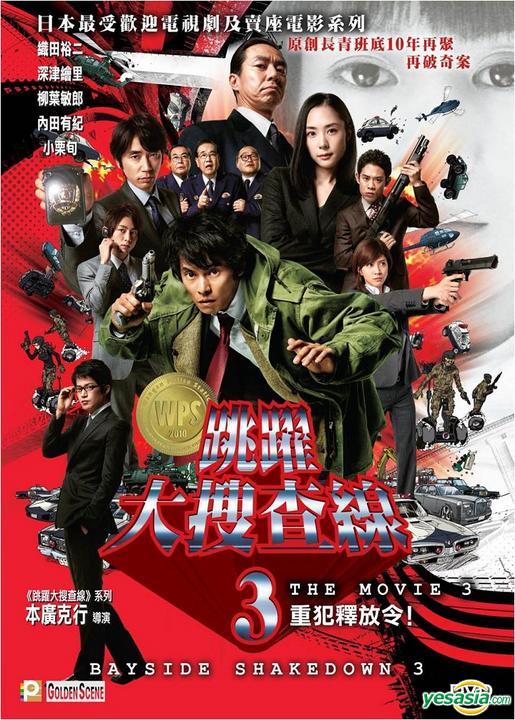 日本最受歡迎電視劇及賣座電影系列
織田裕二
深津繪里
柳葉敏郎
內田有紀
小栗旬
原創長青班底10年再聚
再破奇案
WPS
2010
跳躍
大搜查線
3
THE MOVIE 3
重犯釋放令!
《跳躍大搜查線》系列
本廣克行 導演
BAYSIDE SHAKEDOWN 3
P
GOLDEN SCENE
yesasia.com